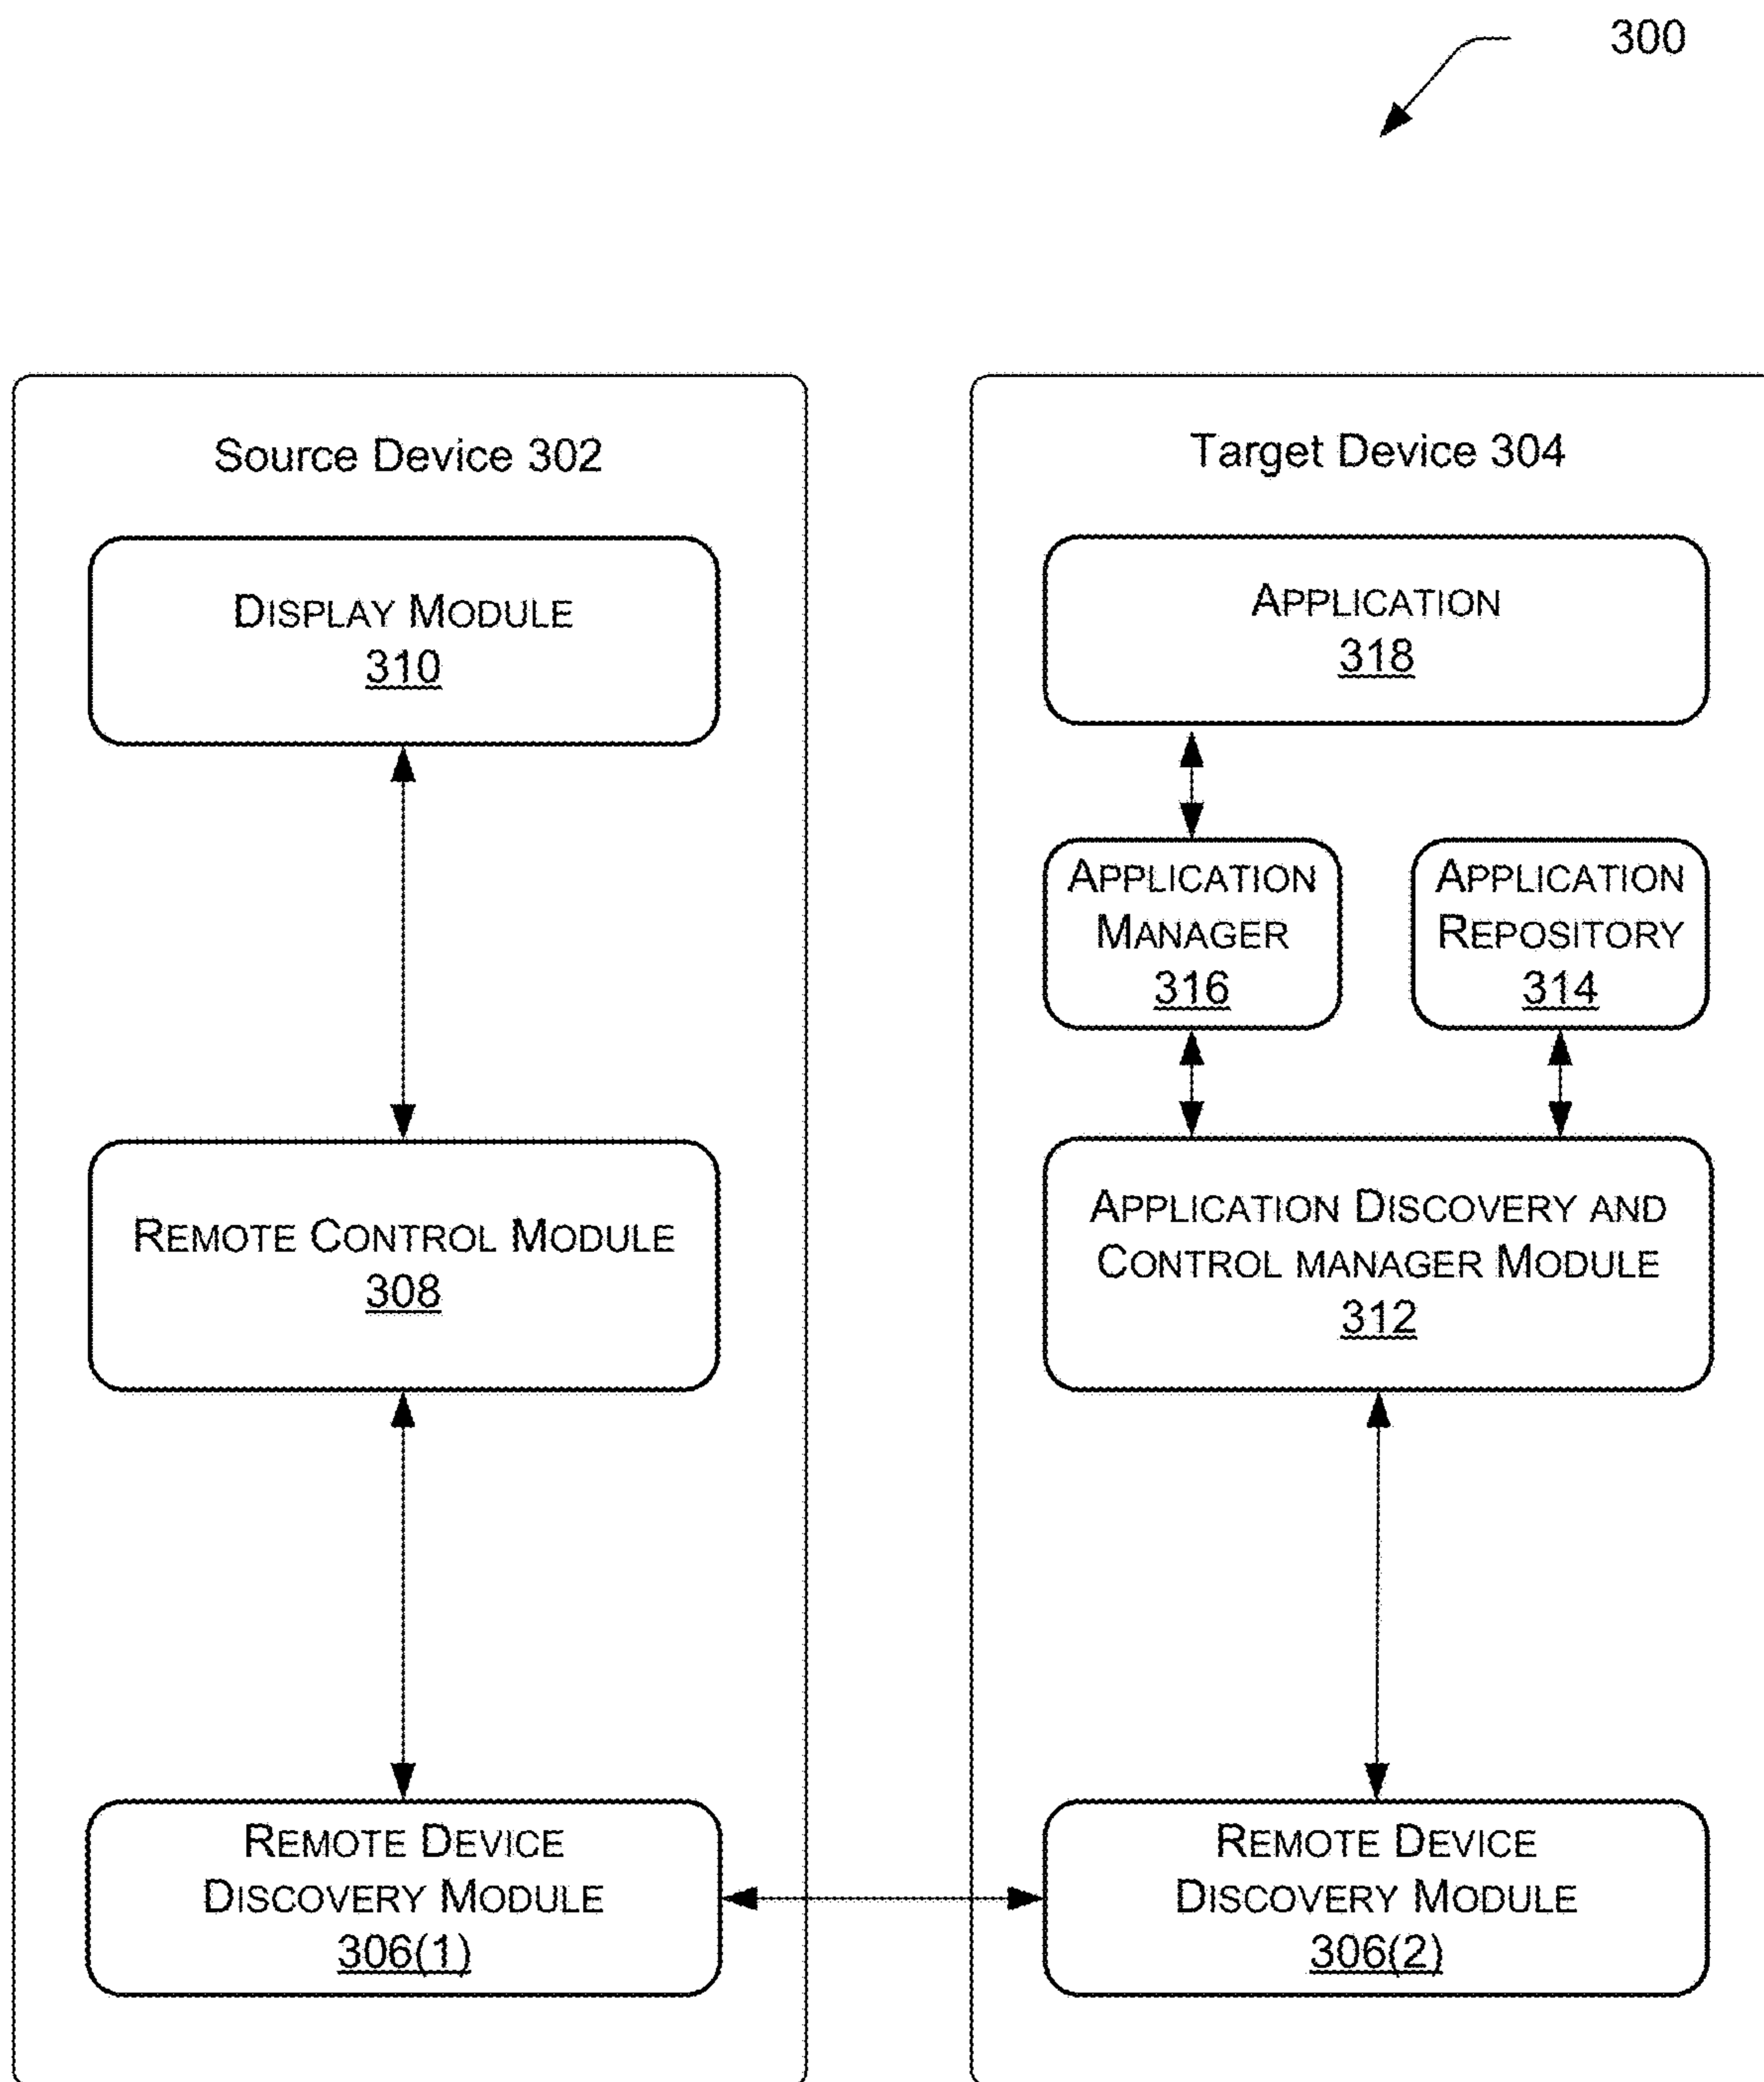 300
Source Device 302
DISPLAY MODULE
310
REMOTE CONTROL MODULE
308
REMOTE DEVICE
DISCOVERY MODULE
306(1)
Target Device 304
APPLICATION
318
APPLICATION
MANAGER
316
APPLICATION
REPOSITORY
314
APPLICATION DISCOVERY AND
CONTROL MANAGER MODULE
312
REMOTE DEVICE
DISCOVERY MODULE
306(2)